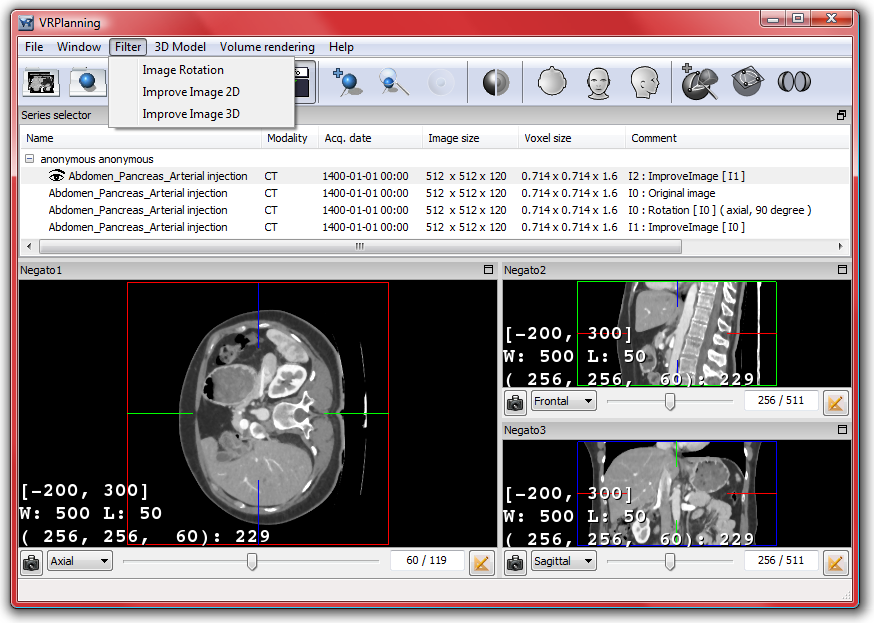 VRPlanning
File Window Filter 3D Model Volume rendering Help
Image Rotation
Improve Image 2D
Improve Image 3D
Series selector
Name Modality Acq. date Image size Voxel size Comment
anonymous anonymous
Abdomen_Pancreas_Arterial injection CT 1400-01-01 00:00 512 x 512 x 120 0.714 x 0.714 x 1.6 I2 : ImproveImage [ I1 ]
Abdomen_Pancreas_Arterial injection CT 1400-01-01 00:00 512 x 512 x 120 0.714 x 0.714 x 1.6 I0 : Original image
Abdomen_Pancreas_Arterial injection CT 1400-01-01 00:00 512 x 512 x 120 0.714 x 0.714 x 1.6 I0 : Rotation [ I0 ] ( axial, 90 degree )
Abdomen_Pancreas_Arterial injection CT 1400-01-01 00:00 512 x 512 x 120 0.714 x 0.714 x 1.6 I1 : ImproveImage [ I0 ]
Negato1
[-200, 300]
W: 500 L: 50
( 256, 256, 60): 229
Axial 60 / 119
Negato2
[-200, 300]
W: 500 L: 50
( 256, 256, 60): 229
Frontal 256 / 511
Negato3
[-200, 300]
W: 500 L: 50
( 256, 256, 60): 229
Sagittal 256 / 511